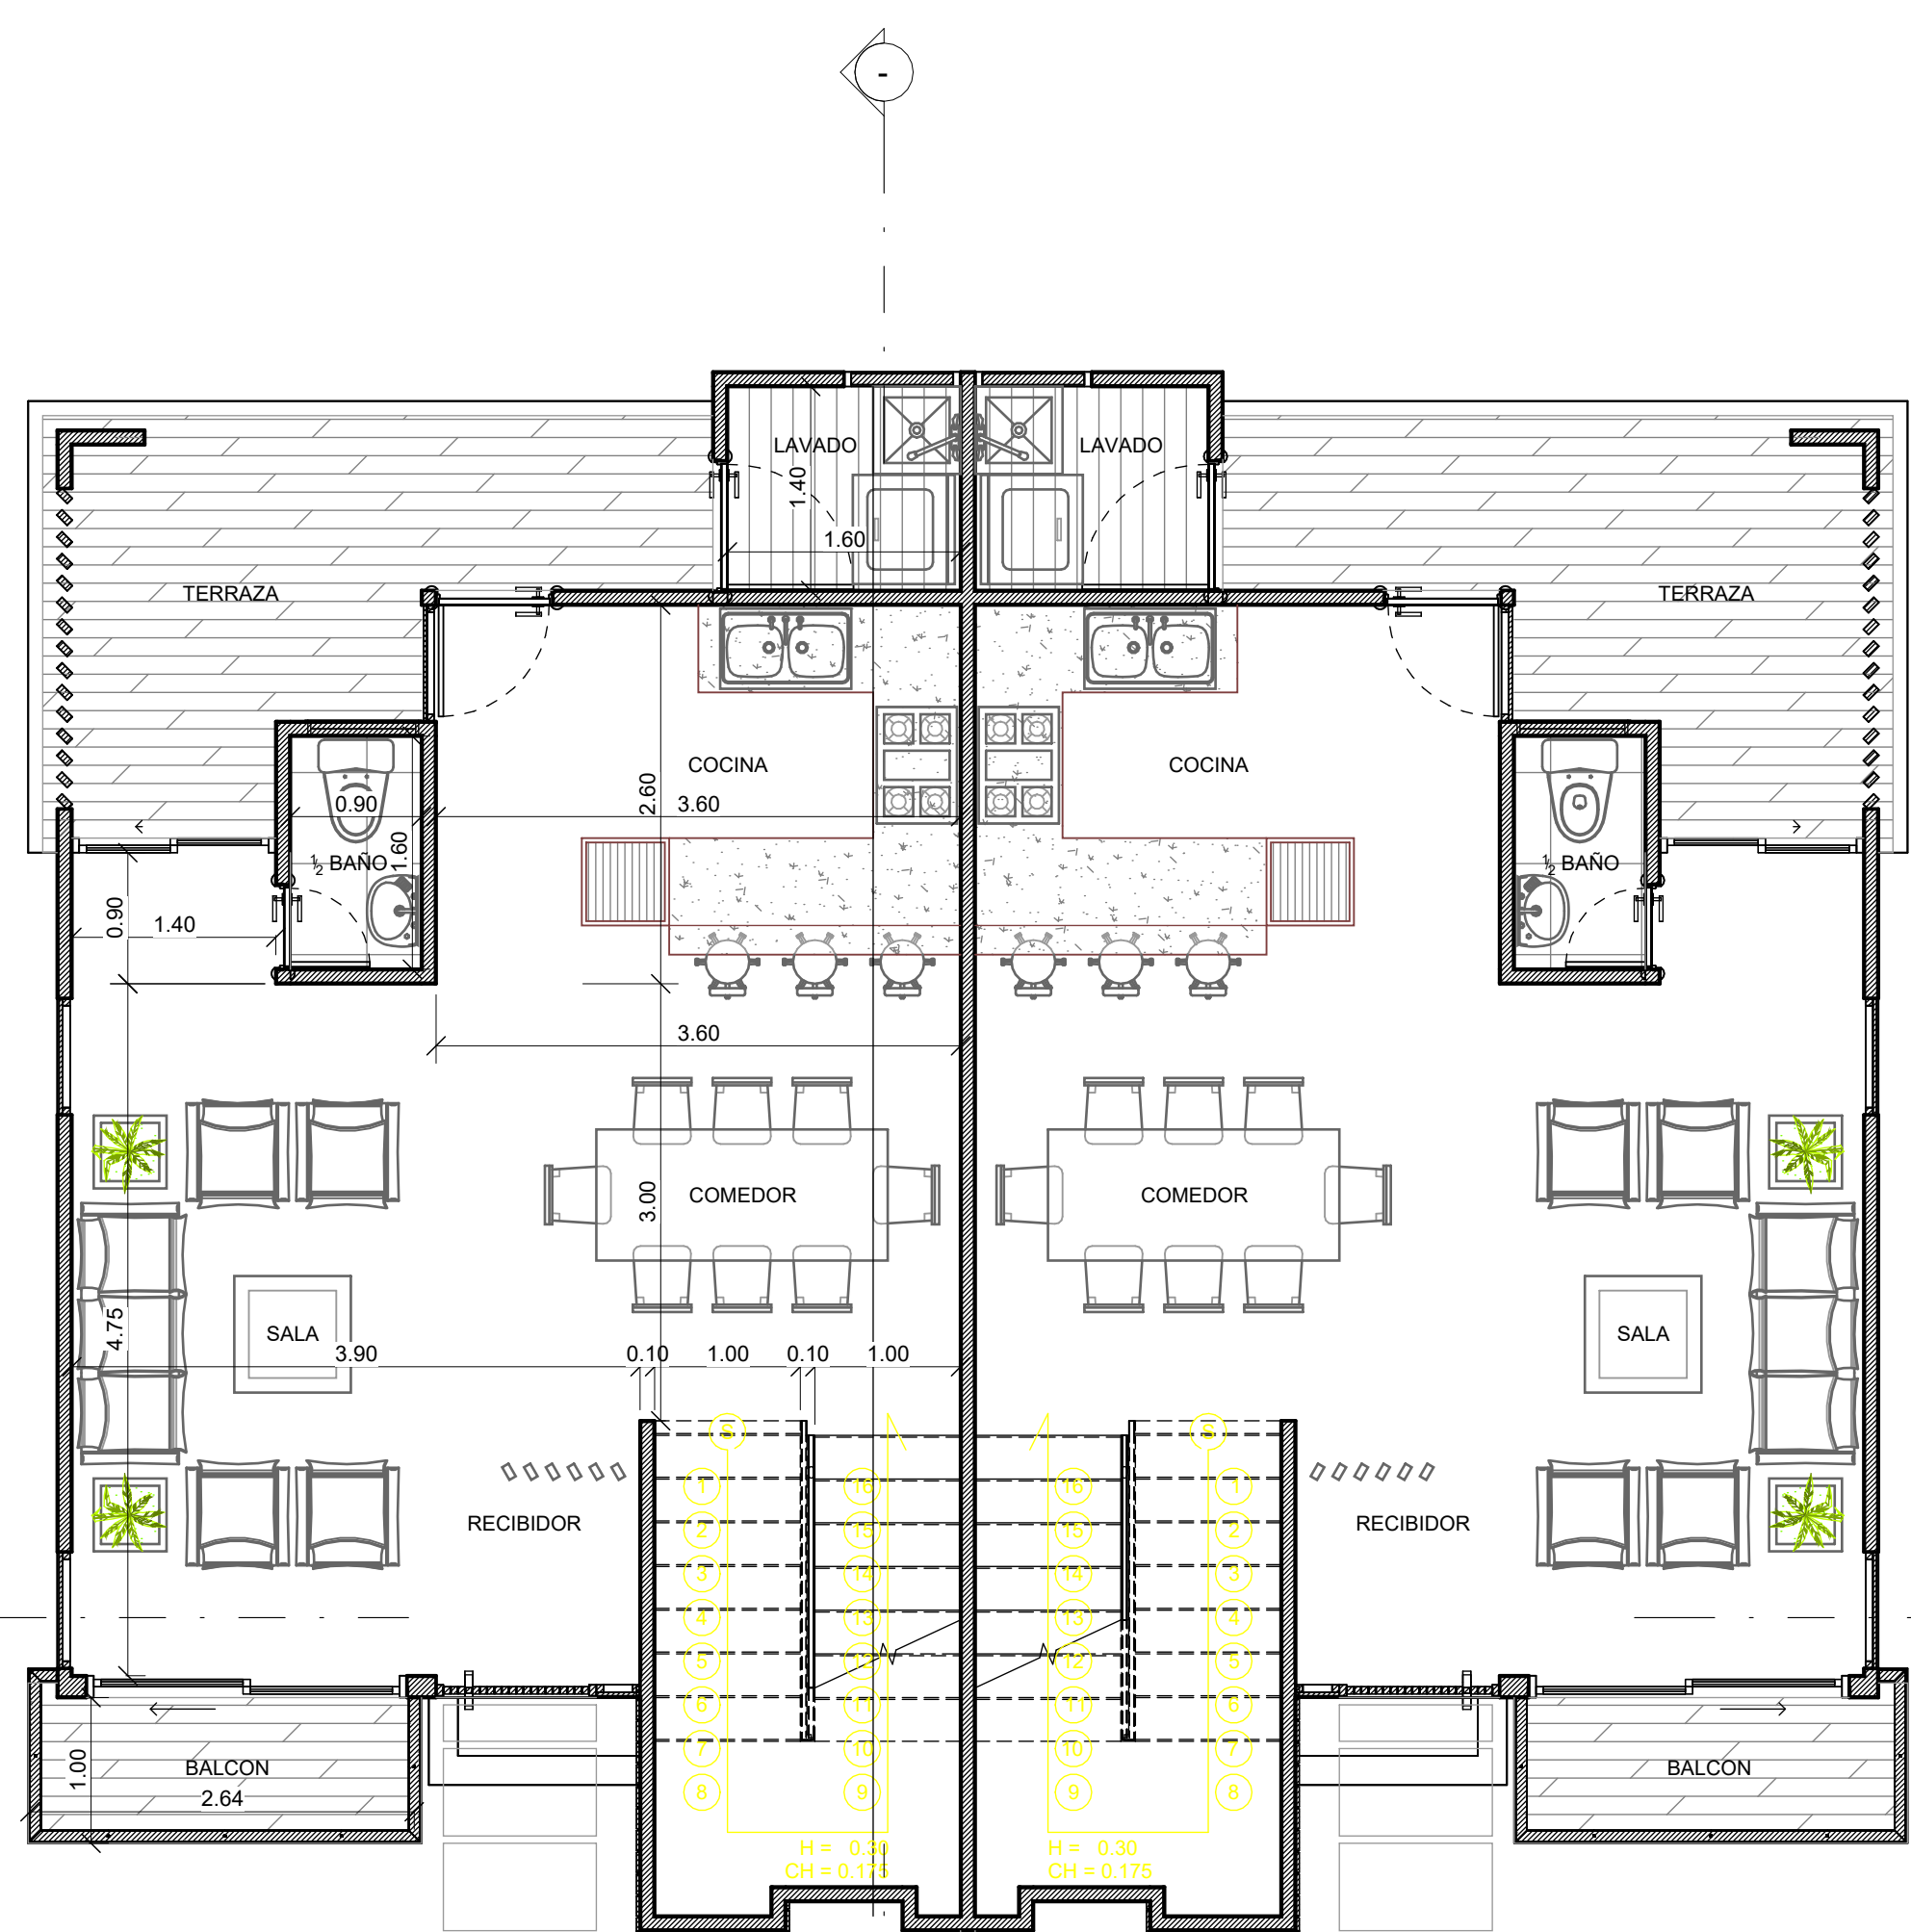 -
LAVADO
LAVADO
1.40
1.60
TERRAZA
TERRAZA
COCINA
COCINA
2.60
0.90
3.60
1.60
½ BAÑO
½ BAÑO
0.90
1.40
3.60
COMEDOR
COMEDOR
3.00
4.75
SALA
SALA
3.90
0.10
1.00
0.10
1.00
S
S
1
16
16
1
2
15
15
2
RECIBIDOR
RECIBIDOR
3
14
14
3
4
13
13
4
5
12
12
5
6
11
11
6
7
10
10
7
BALCON
BALCON
1.00
8
9
9
8
2.64
H = 0.30
H = 0.30
CH = 0.175
CH = 0.175